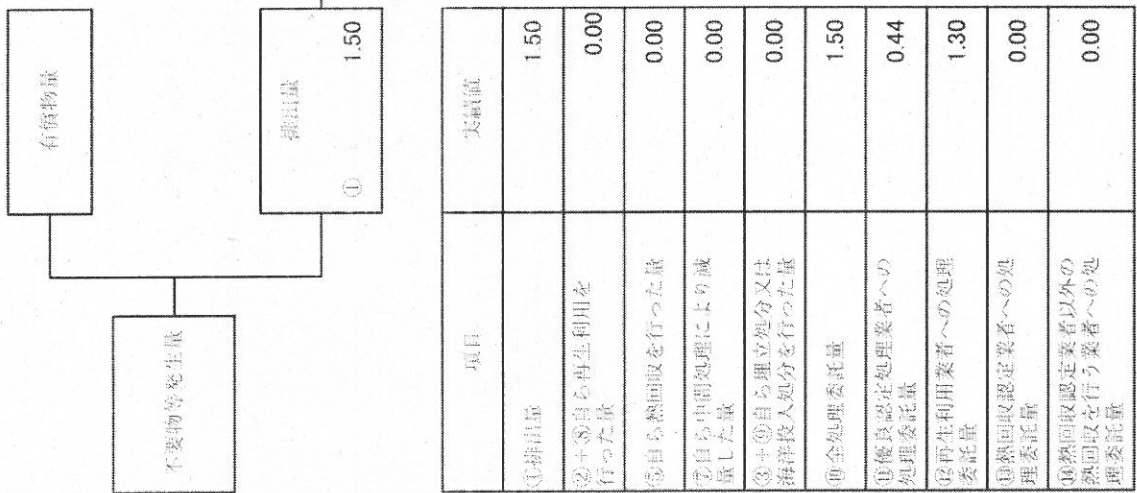 不要物等発生量
有償物量
排出量
① 1.50
項目 実績値
①排出量 1.50
②+⑧自ら再生利用を
行った量 0.00
⑤自ら熱回収を行った量 0.00
⑦自ら中間処理により減
量した量 0.00
③+⑨自ら埋立処分又は
海洋投入処分を行った量 0.00
⑩全処理委託量 1.50
⑪優良認定処理業者への
処理委託量 0.44
⑫再生利用業者への処理
委託量 1.30
⑬熱回収認定業者への処
理委託量 0.00
⑭熱回収認定業者以外の
熱回収を行う業者への処
理委託量 0.00